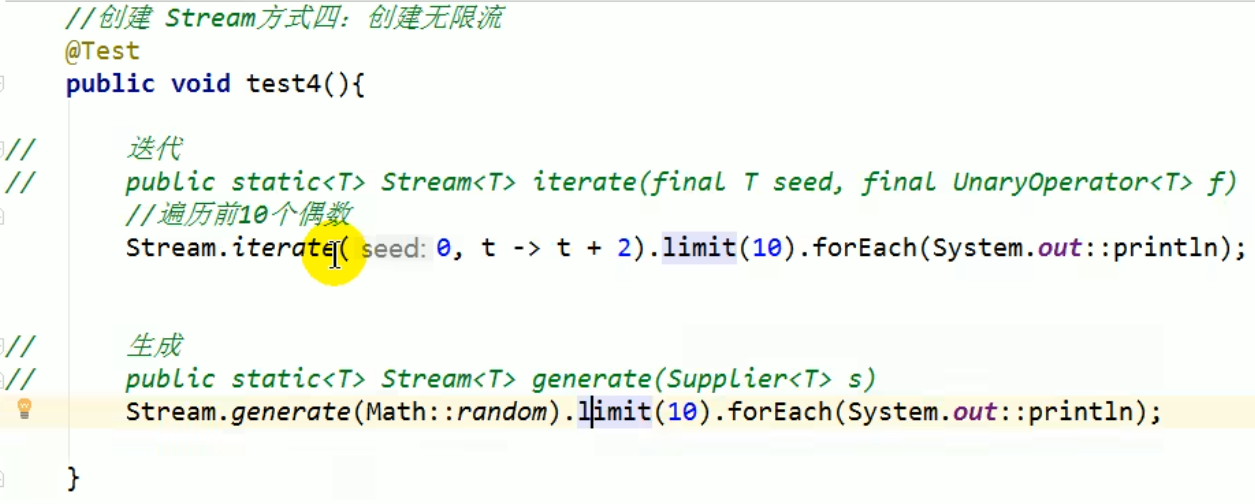 //创建 Stream方式四：创建无限流
@Test
public void test4(){
//      迭代
//      public static<T> Stream<T> iterate(final T seed, final UnaryOperator<T> f)
//遍历前10个偶数
Stream.iterate( seed: 0, t -> t + 2).limit(10).forEach(System.out::println);
//      生成
//      public static<T> Stream<T> generate(Supplier<T> s)
Stream.generate(Math::random).limit(10).forEach(System.out::println);
}